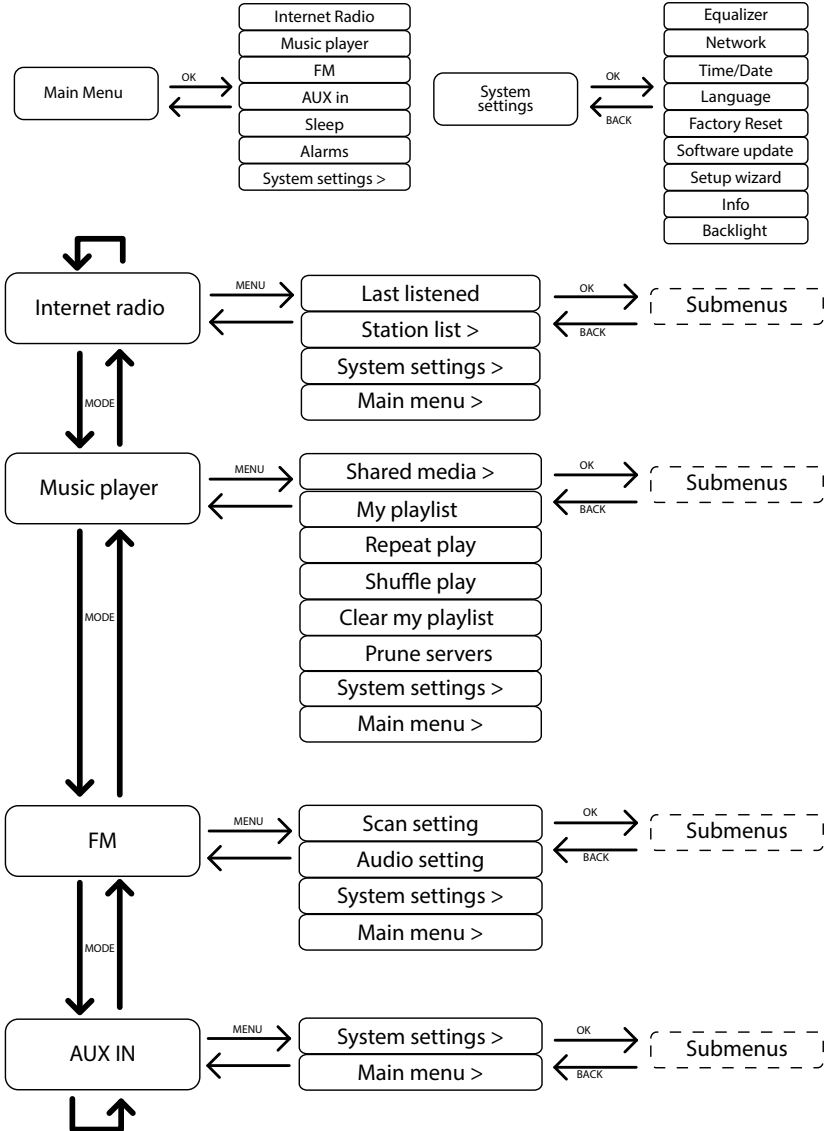 Main Menu
OK
Internet Radio
Music player
FM
AUX in
Sleep
Alarms
System settings >
System
settings
OK
BACK
Equalizer
Network
Time/Date
Language
Factory Reset
Software update
Setup wizard
Info
Backlight
Internet radio
MENU
Last listened
Station list >
System settings >
Main menu >
OK
BACK
Submenus
MODE
Music player
MENU
Shared media >
My playlist
Repeat play
Shuffle play
Clear my playlist
Prune servers
System settings >
Main menu >
OK
BACK
Submenus
MODE
FM
MENU
Scan setting
Audio setting
System settings >
Main menu >
OK
BACK
Submenus
MODE
AUX IN
MENU
System settings >
Main menu >
OK
BACK
Submenus